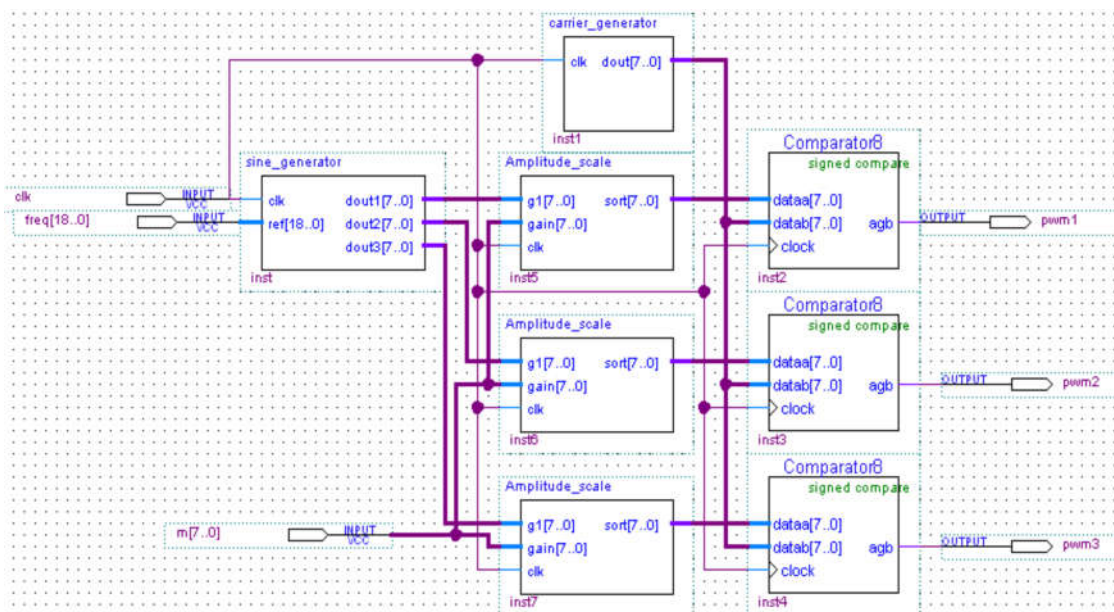 carrier_generator
clk dout[7..0]
inst1
sine_generator
Amplitude_scale
Comparator8
signed compare
clk
INPUT
VCC
clk dout1[7..0]
g1[7..0] sort[7..0]
dataa[7..0]
freq[18..0]
INPUT
VCC
ref[18..0] dout2[7..0]
gain[7..0]
datab[7..0] agb
OUTPUT
pwm1
dout3[7..0]
clk
clock
inst
inst5
inst2
Amplitude_scale
Comparator8
signed compare
g1[7..0] sort[7..0]
dataa[7..0]
gain[7..0]
datab[7..0] agb
OUTPUT
pwm2
clk
clock
inst6
inst3
Amplitude_scale
Comparator8
signed compare
m[7..0]
INPUT
VCC
g1[7..0] sort[7..0]
dataa[7..0]
gain[7..0]
datab[7..0] agb
OUTPUT
pwm3
clk
clock
inst7
inst4